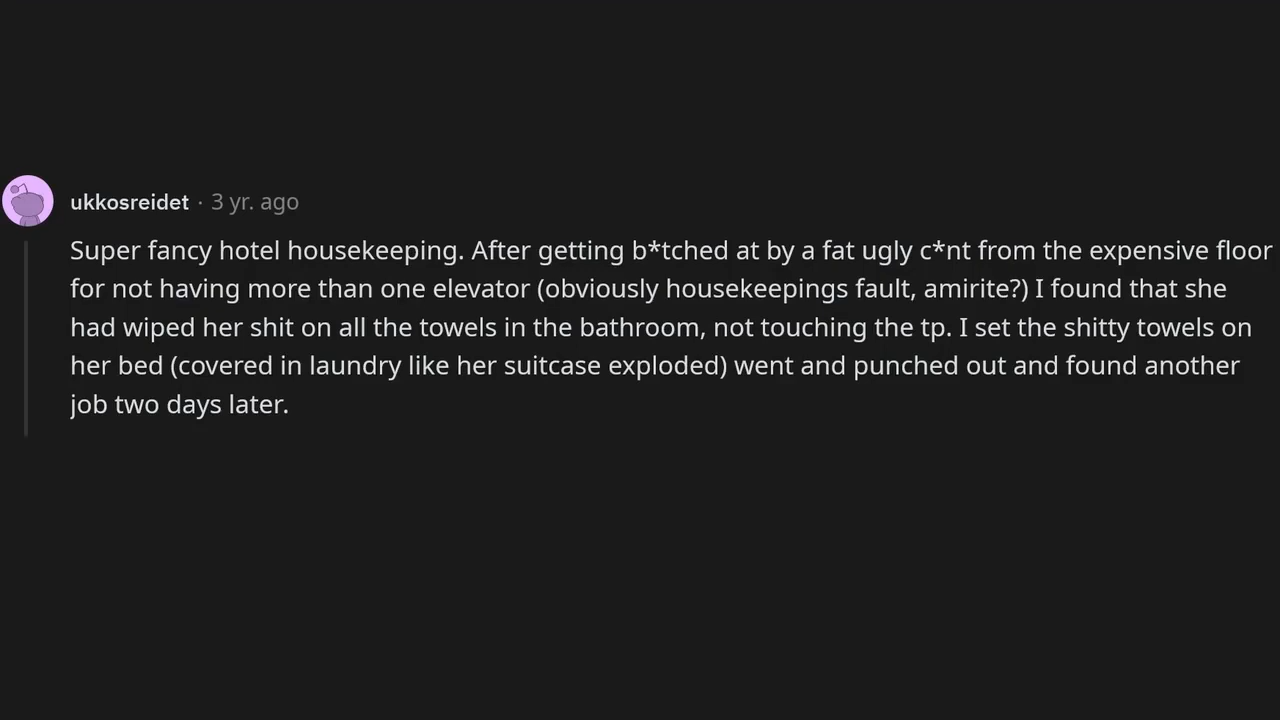 ukkosreidet · 3 yr. ago
Super fancy hotel housekeeping. After getting b*tched at by a fat ugly c*nt from the expensive floor
for not having more than one elevator (obviously housekeepings fault, amirite?) I found that she
had wiped her shit on all the towels in the bathroom, not touching the tp. I set the shitty towels on
her bed (covered in laundry like her suitcase exploded) went and punched out and found another
job two days later.